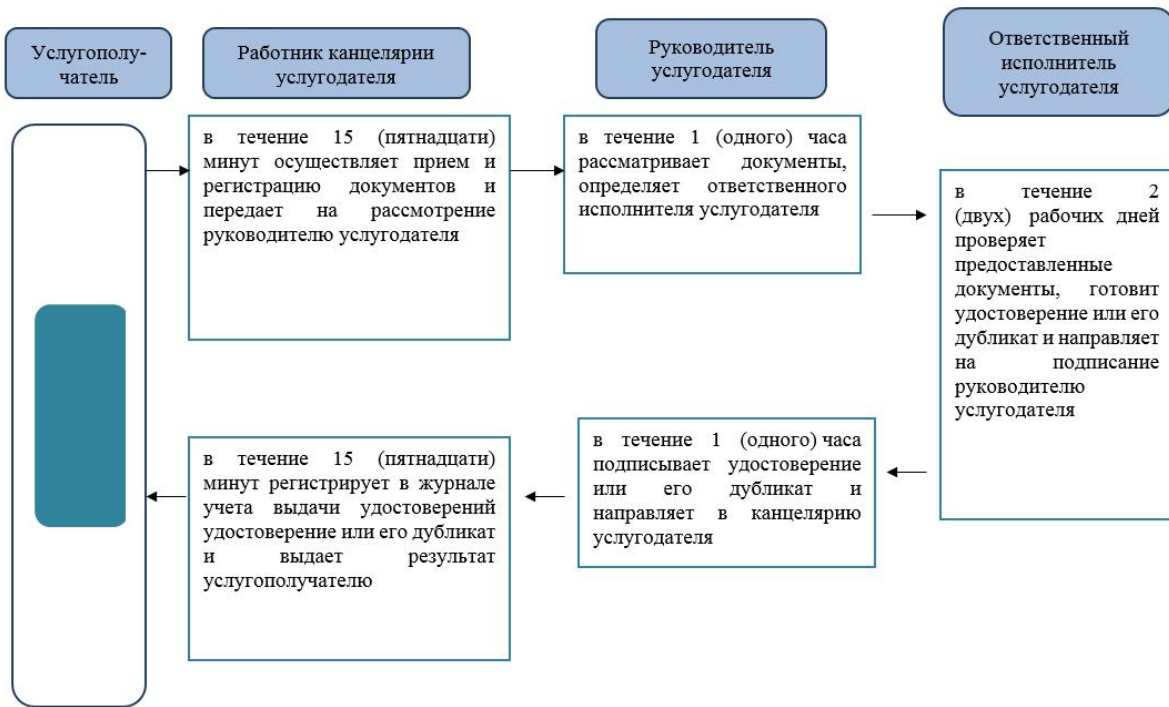 Услугополу-
чатель
Работник канцелярии
услугодателя
Руководитель
услугодателя
Ответственный
исполнитель
услугодателя
в течение 15 (пятнадцати)
минут осуществляет прием и
регистрацию документов и
передает на рассмотрение
руководителю услугодателя
в течение 1 (одного) часа
рассматривает документы,
определяет ответственного
исполнителя услугодателя
в течение 2
(двух) рабочих дней
проверяет
предоставленные
документы, готовит
удостоверение или его
дубликат и направляет
на подписание
руководителю
услугодателя
в течение 1 (одного) часа
подписывает удостоверение
или его дубликат и
направляет в канцелярию
услугодателя
в течение 15 (пятнадцати)
минут регистрирует в журнале
учета выдачи удостоверений
удостоверение или его дубликат
и выдает результат
услугополучателю